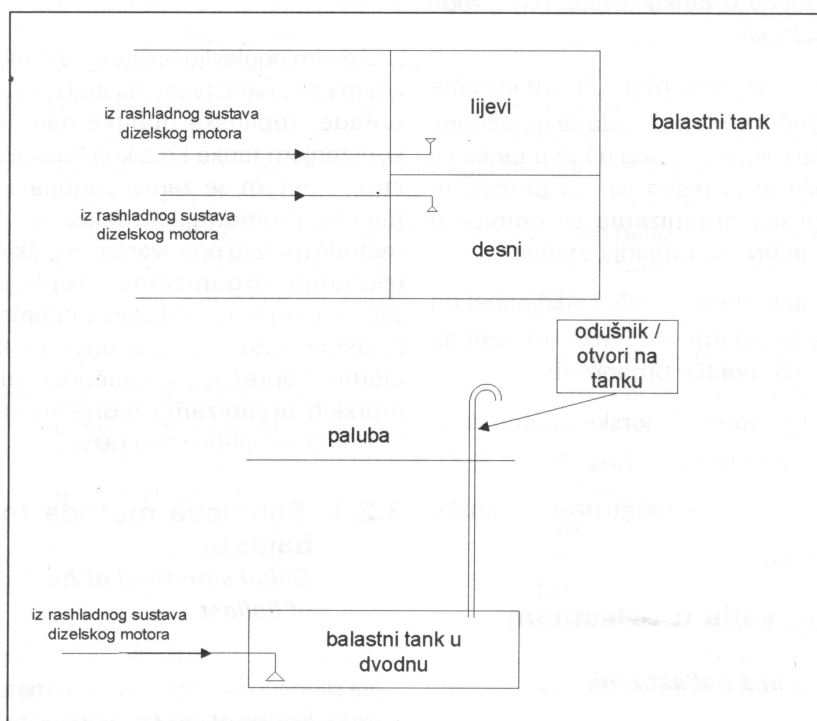 iz rashladnog sustava
dizelskog motora
lijevi
balastni tank
iz rashladnog sustava
dizelskog motora
desni
odušnik /
otvori na
tanku
paluba
iz rashladnog sustava
dizelskog motora
balastni tank u
dvodnu